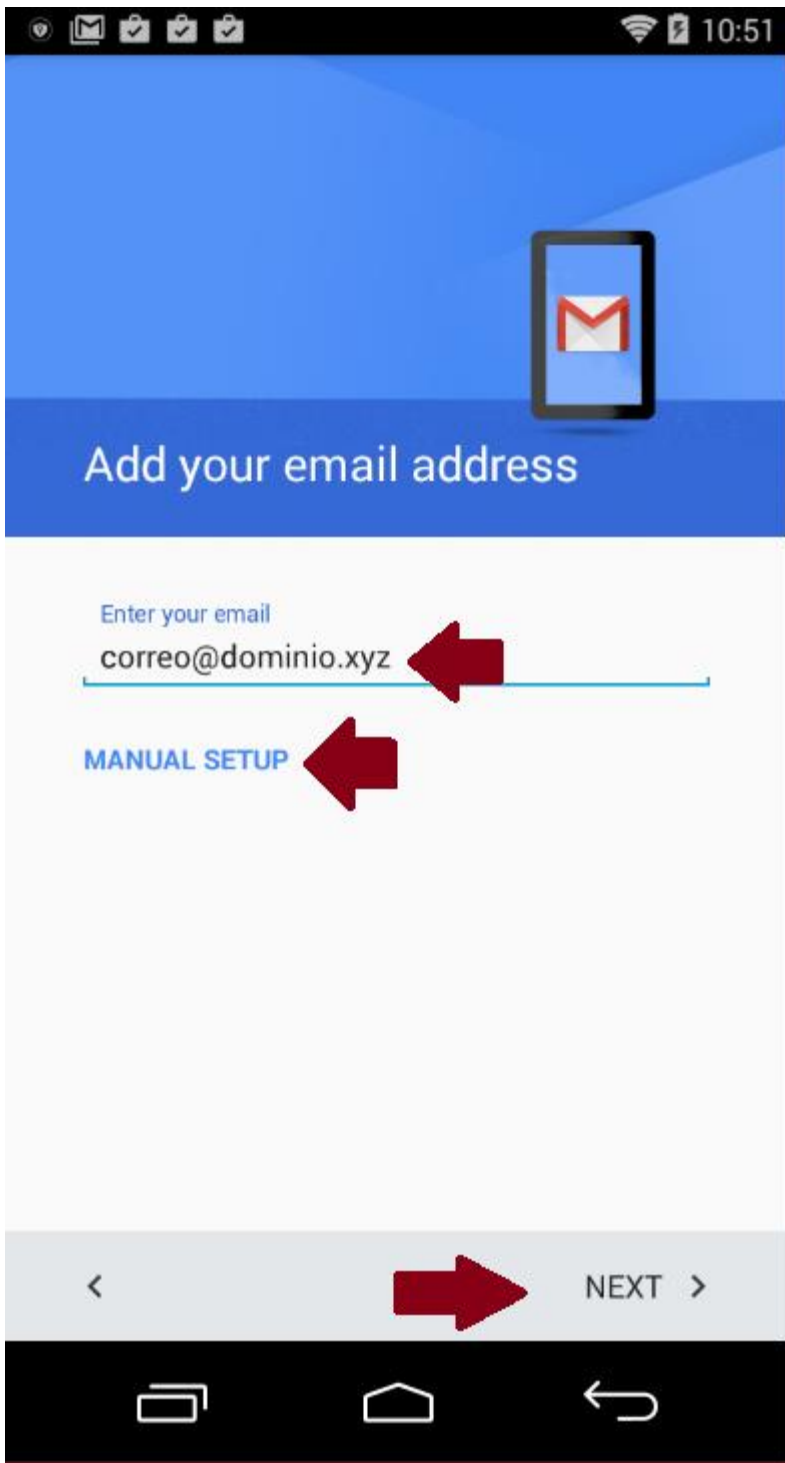 10:51
Add your email address
Enter your email
correo@dominio.xyz
MANUAL SETUP
NEXT